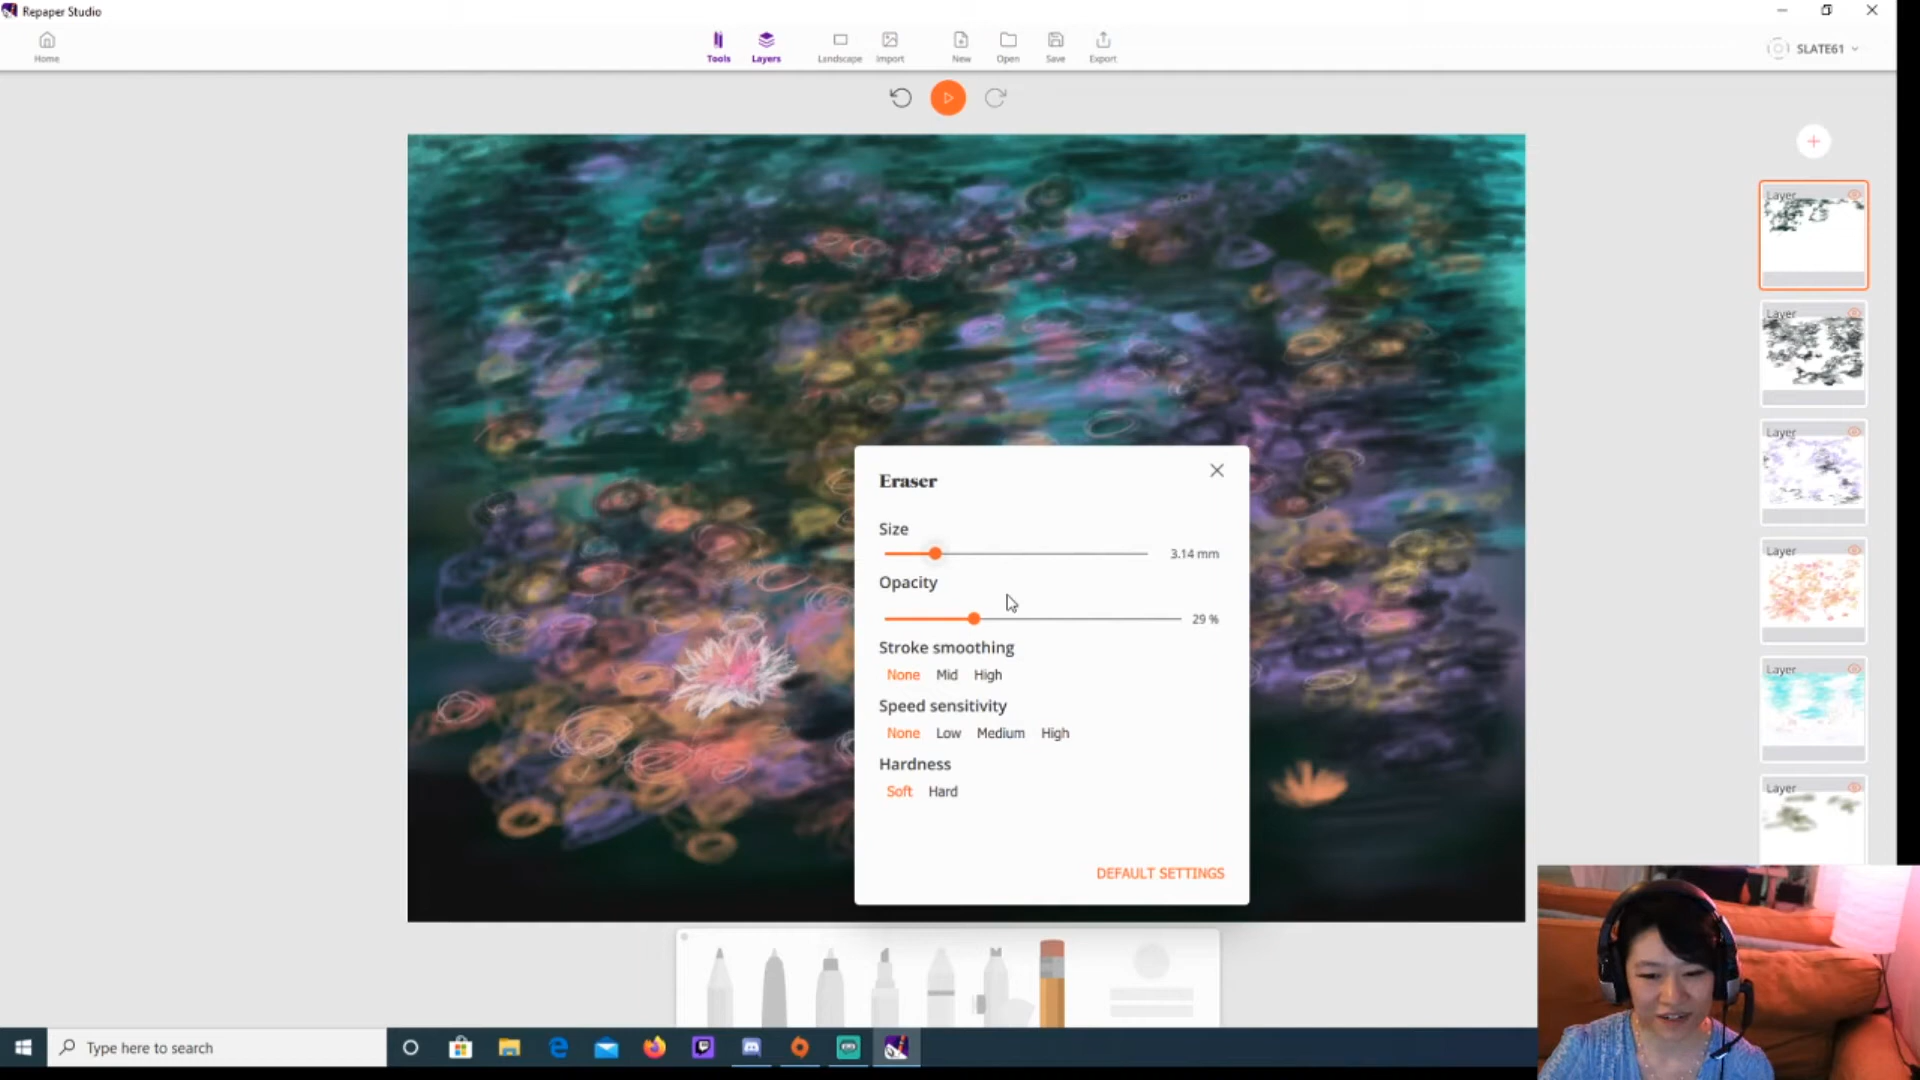 Repaper Studio
Home
Tools
Layers
Landscape
Import
New
Open
Save
Export
SLATE61
Layer
Layer
Layer
Layer
Layer
Layer
Eraser
Size
3.14 mm
Opacity
29 %
Stroke smoothing
None Mid High
Speed sensitivity
None Low Medium High
Hardness
Soft Hard
DEFAULT SETTINGS
Type here to search